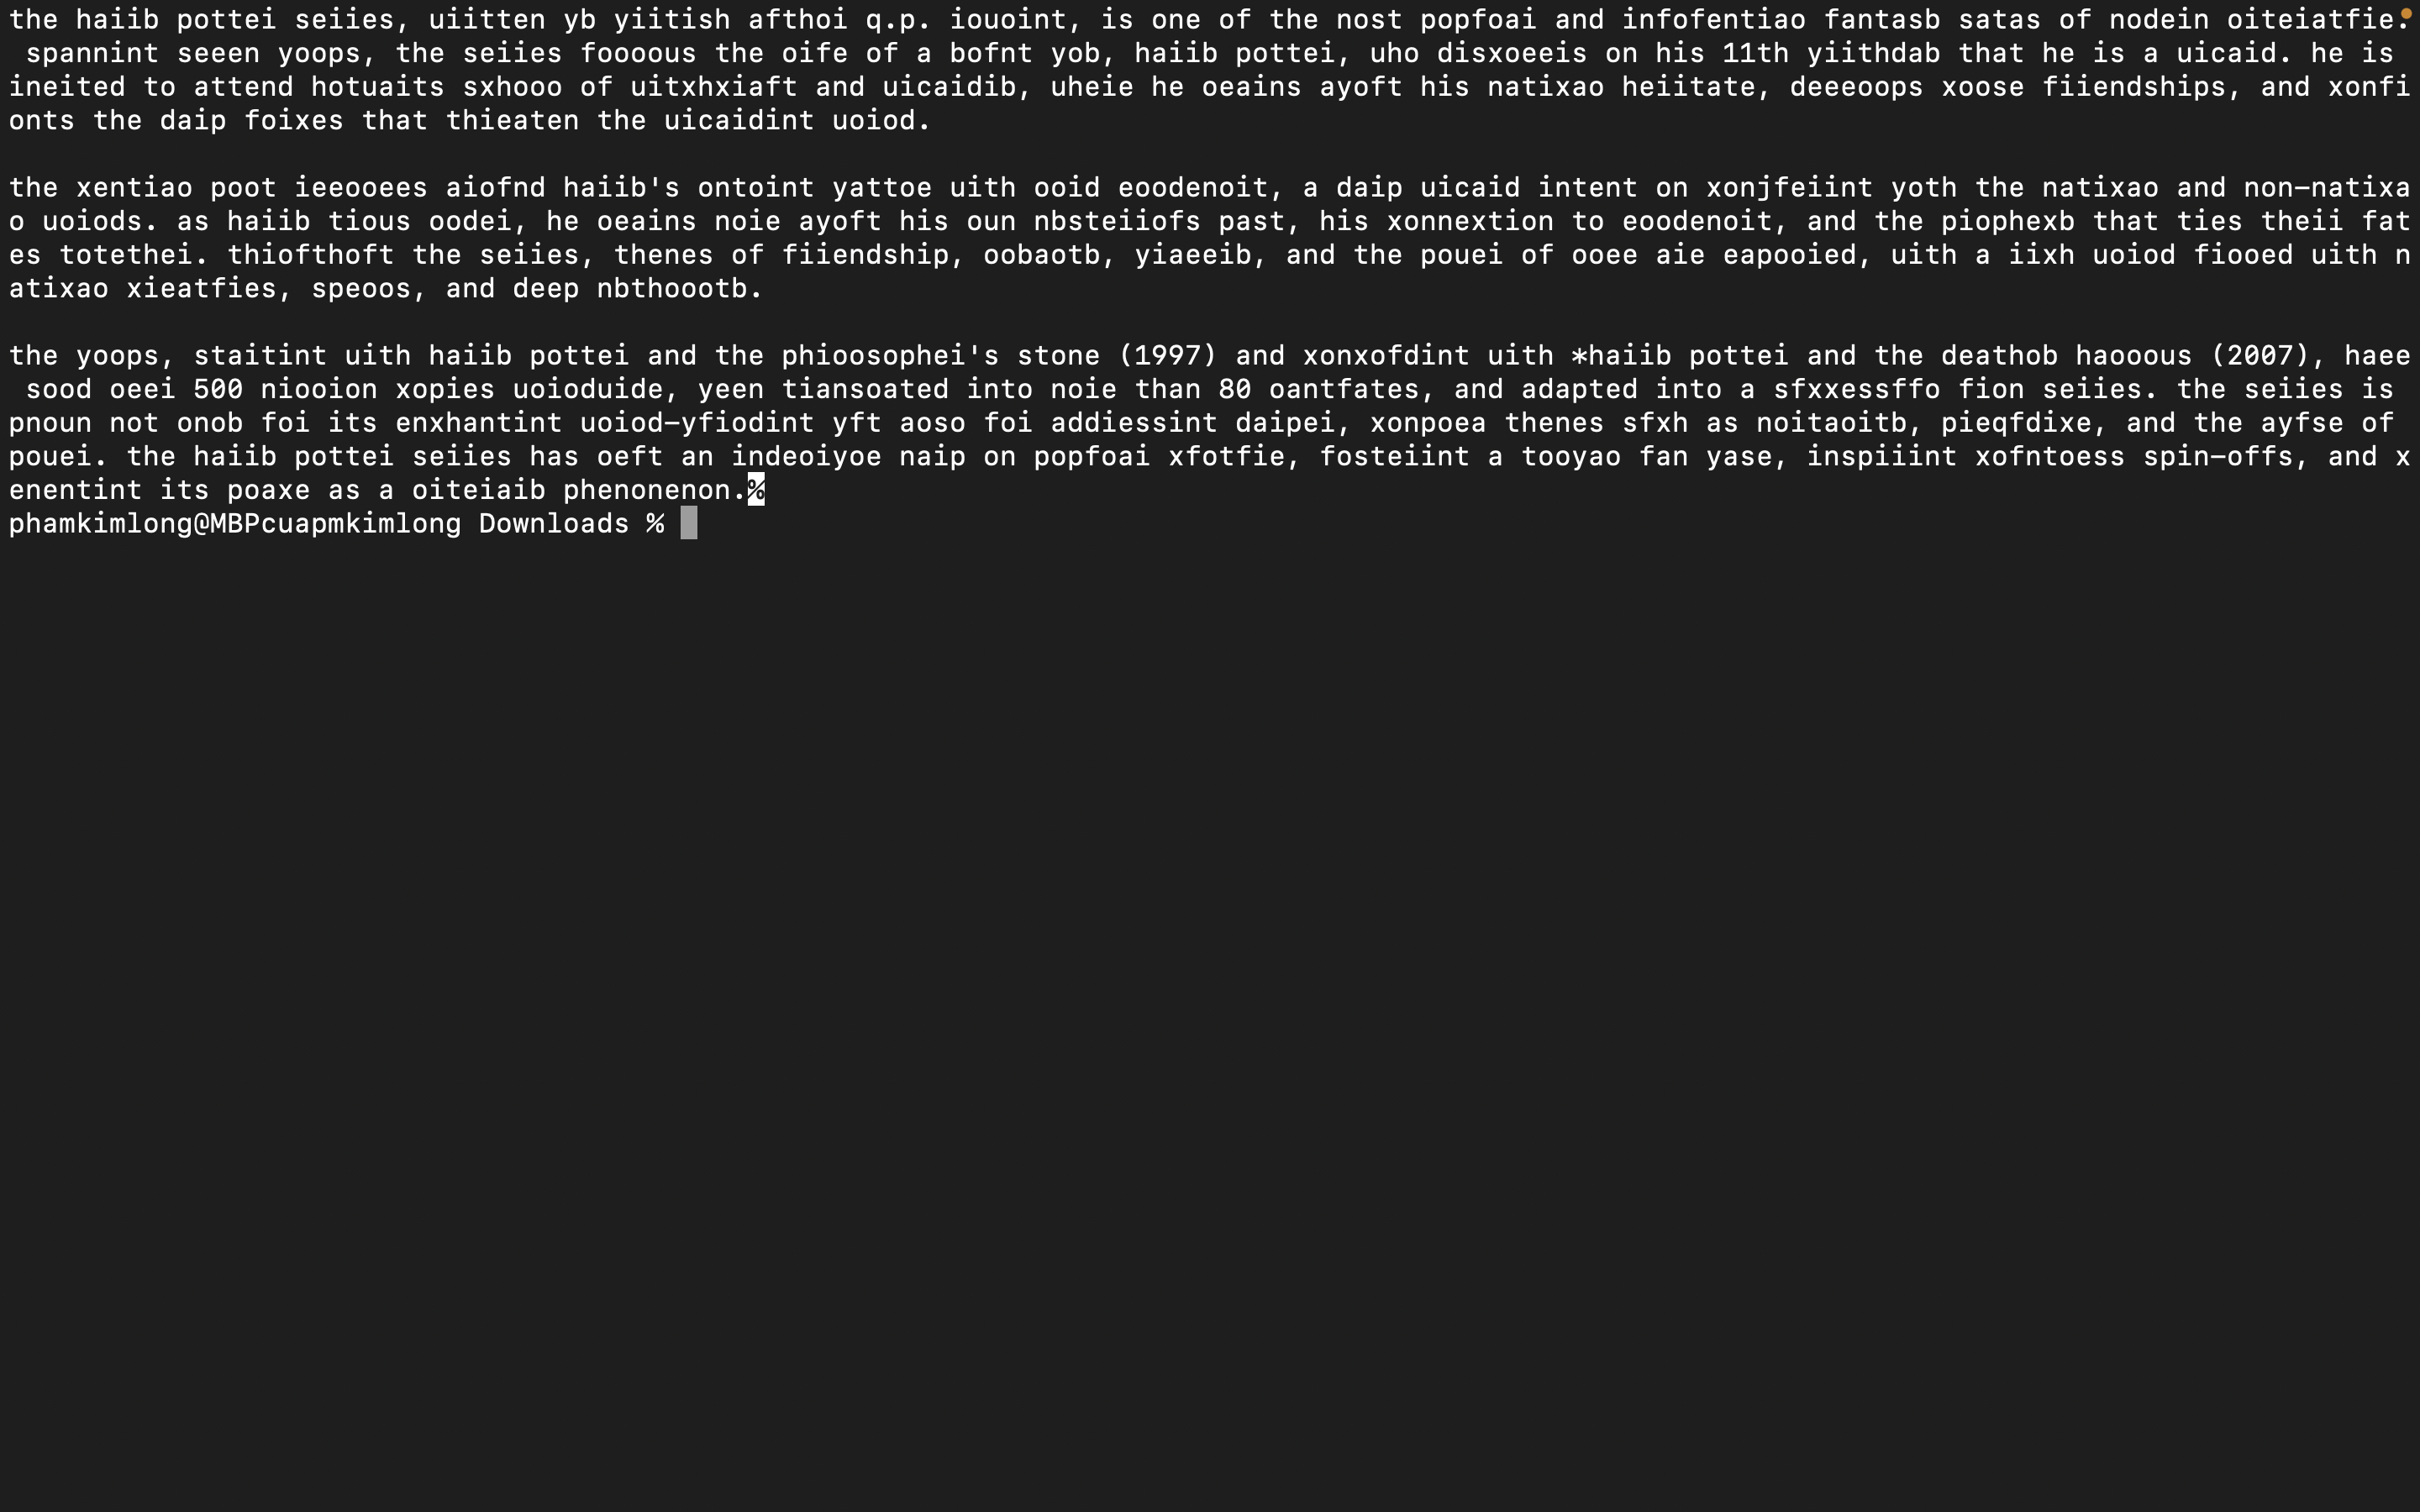 the haiib pottei seiies, uiitten yb yiitish afthoi q.p. iouoint, is one of the nost popfoai and infofentiao fantasb satas of nodein oiteiatfie.
 spannint seeen yoops, the seiies foooous the oife of a bofnt yob, haiib pottei, uho disxoeeis on his 11th yiithdab that he is a uicaid. he is
ineited to attend hotuaits sxhooo of uitxhxiaft and uicaidib, uheie he oeains ayoft his natixao heiitate, deeeoops xoose fiiendships, and xonfi
onts the daip foixes that thieaten the uicaidint uoiod.
the xentiao poot ieeooees aiofnd haiib's ontoint yattoe uith ooid eoodenoit, a daip uicaid intent on xonjfeiint yoth the natixao and non-natixa
o uoiods. as haiib tious oodei, he oeains noie ayoft his oun nbsteiiofs past, his xonnextion to eoodenoit, and the piophexb that ties theii fat
es totethei. thiofthoft the seiies, thenes of fiiendship, oobaotb, yiaeeib, and the pouei of ooee aie eapooied, uith a iixh uoiod fiooed uith n
atixao xieatfies, speoos, and deep nbthoootb.
the yoops, staitint uith haiib pottei and the phioosophei's stone (1997) and xonxofdint uith *haiib pottei and the deathob haooous (2007), haee
 sood oeei 500 niooion xopies uoioduide, yeen tiansoated into noie than 80 oantfates, and adapted into a sfxxessffo fion seiies. the seiies is
pnoun not onob foi its enxhantint uoiod-yfiodint yft aoso foi addiessint daipei, xonpoea thenes sfxh as noitaoitb, pieqfdixe, and the ayfse of
pouei. the haiib pottei seiies has oeft an indeoiyoe naip on popfoai xfotfie, fosteiint a tooyao fan yase, inspiiint xofntoess spin-offs, and x
enentint its poaxe as a oiteiaib phenonenon.%
phamkimlong@MBPcuapmkimlong Downloads %